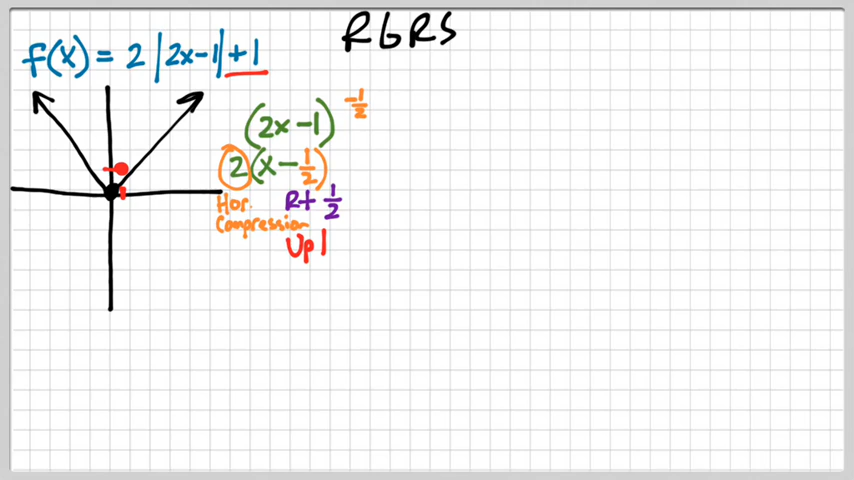 RGRS
f(x) = 2|2x-1|+1
(2x-1) -1/2
2(x-1/2)
Hor. Rt 1/2
Compression
Up 1